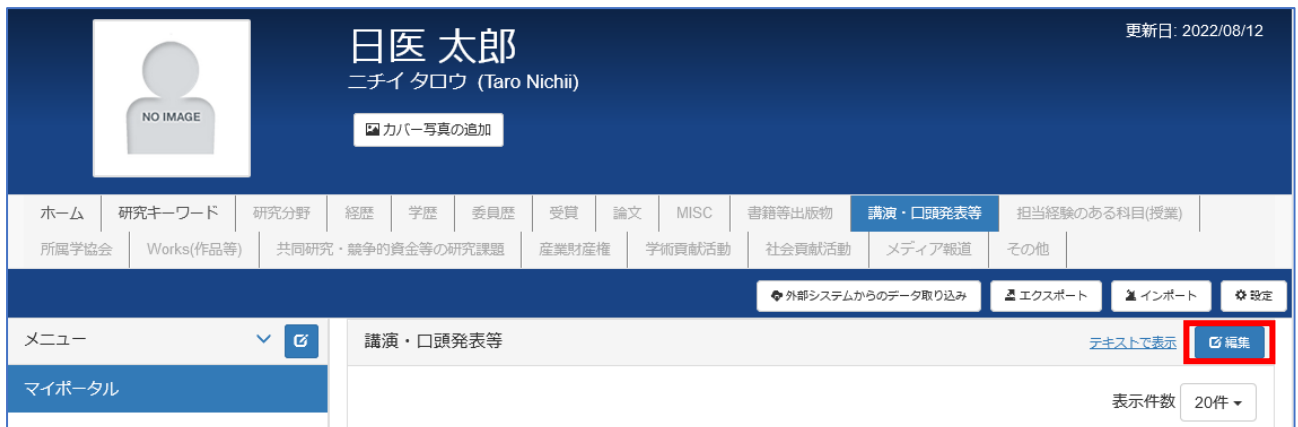 更新日: 2022/08/12
日医 太郎
ニチイ タロウ (Taro Nichii)
NO IMAGE
カバー写真の追加
ホーム 研究キーワード 研究分野 経歴 学歴 委員歴 受賞 論文 MISC 書籍等出版物 講演・口頭発表等 担当経験のある科目(授業)
所属学協会 Works(作品等) 共同研究・競争的資金等の研究課題 産業財産権 学術貢献活動 社会貢献活動 メディア報道 その他
外部システムからのデータ取り込み エクスポート インポート 設定
メニュー 講演・口頭発表等 テキストで表示 編集
マイポータル
表示件数 20件